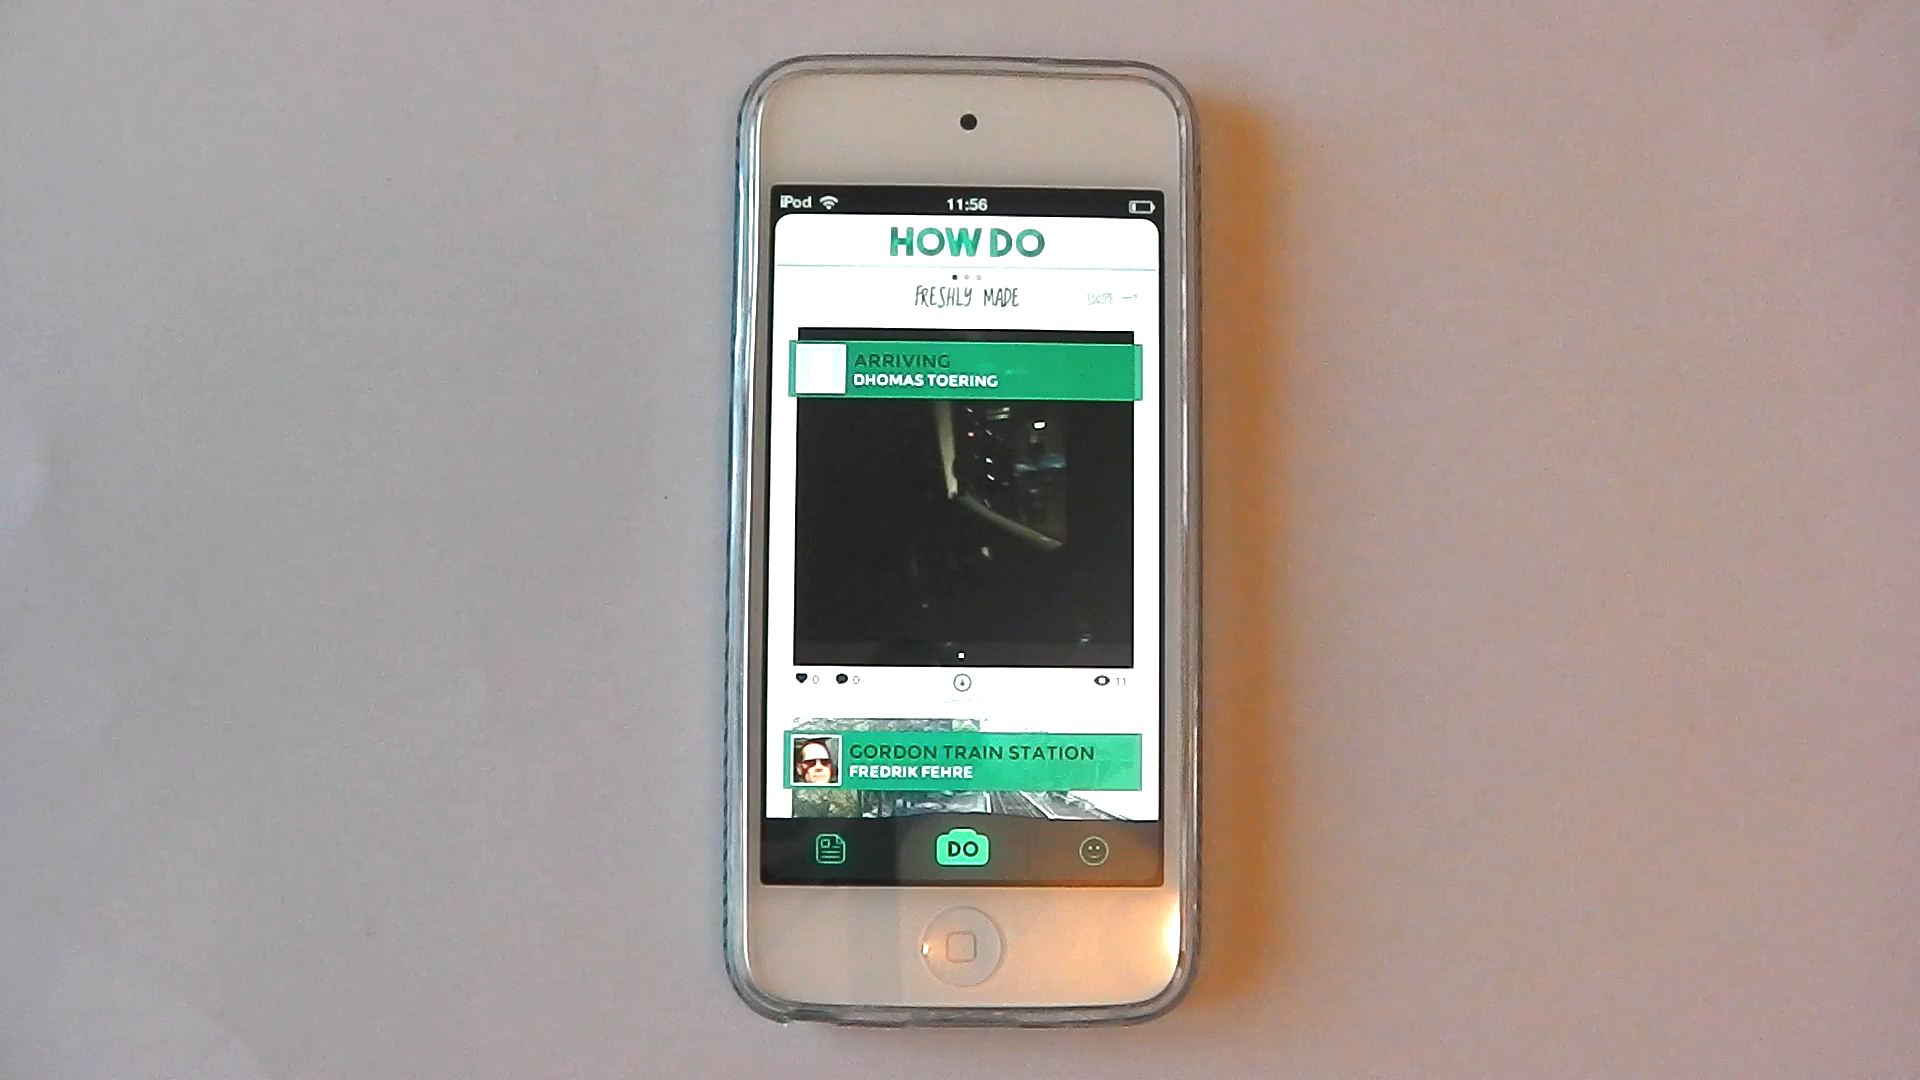 iPod 11:56
HOW DO
FRESHLY MADE SWIPE →
ARRIVING
DHOMAS TOERING
0 0 11
GORDON TRAIN STATION
FREDRIK FEHRE
DO